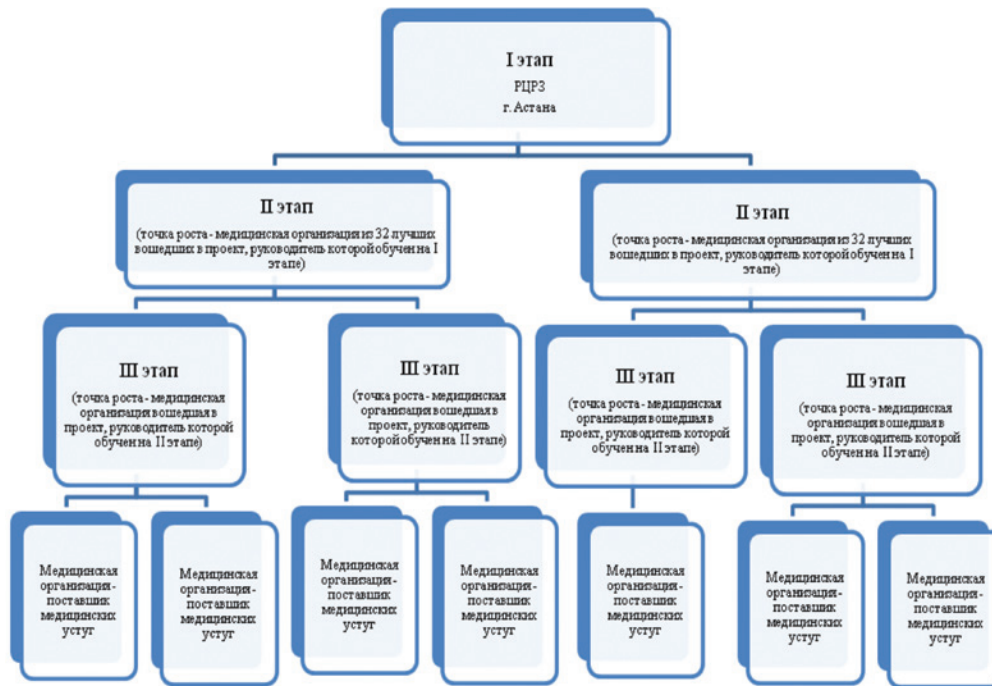 I этап
РЦРЗ
г. Астана
II этап
(точка роста - медицинская организация из 32 лучших
вошедших в проект, руководитель которой обучен на I
этапе)
II этап
(точка роста - медицинская организация из 32 лучших
вошедших в проект, руководитель которой обучен на I
этапе)
III этап
(точка роста - медицинская
организация вошедшая в
проект, руководитель которой
обучен на II этапе)
III этап
(точка роста - медицинская
организация вошедшая в
проект, руководитель
которой обучен на II этапе)
III этап
(точка роста - медицинская
организация вошедшая в
проект, руководитель которой
обучен на II этапе)
III этап
(точка роста - медицинская
организация вошедшая в
проект, руководитель которой
обучен на II этапе)
Медицинская
организация-
поставщик
медицинских
услуг
Медицинская
организация-
поставщик
медицинских
услуг
Медицинская
организация-
поставщик
медицинских
услуг
Медицинская
организация-
поставщик
медицинских
услуг
Медицинская
организация-
поставщик
медицинских
услуг
Медицинская
организация-
поставщик
медицинских
услуг
Медицинская
организация-
поставщик
медицинских
услуг